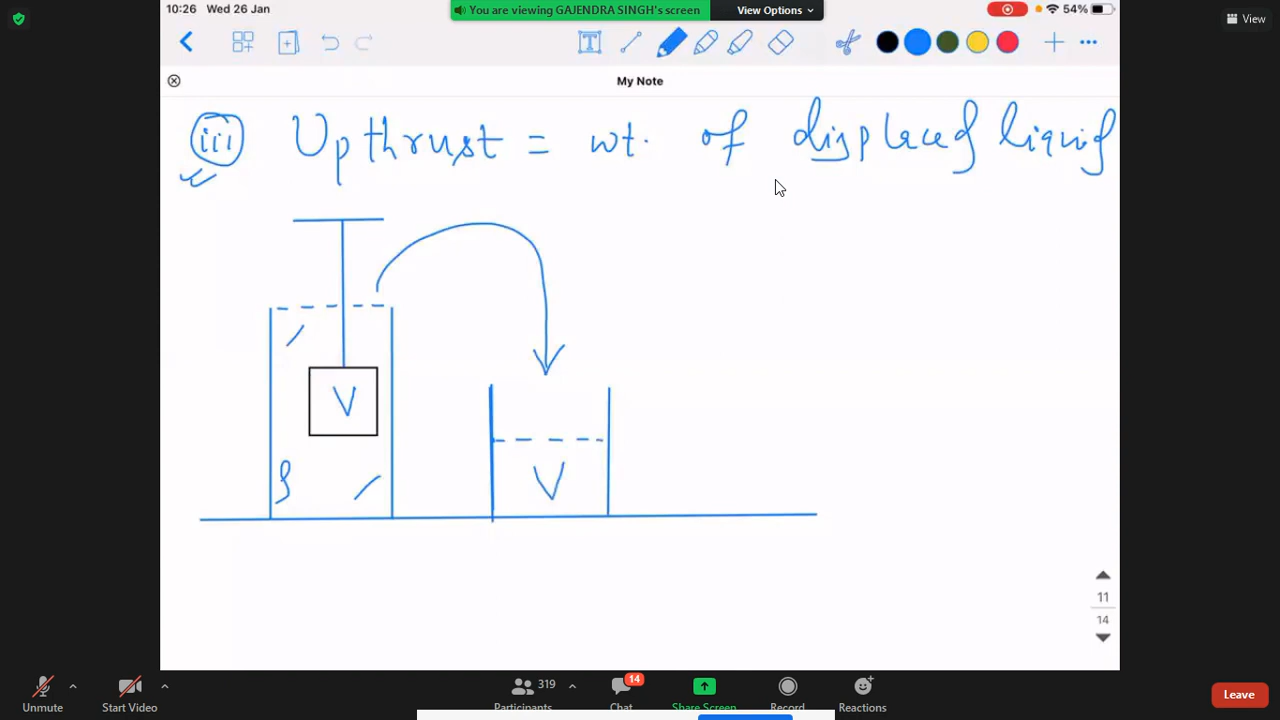 10:26 Wed 26 Jan
You are viewing GAJENDRA SINGH's screen
View Options
54%
View
My Note
iii Upthrust = wt. of displaced liquid
V
V
ρ
11
14
Unmute
Start Video
319
Participants
14
Chat
Share Screen
Record
Reactions
Leave